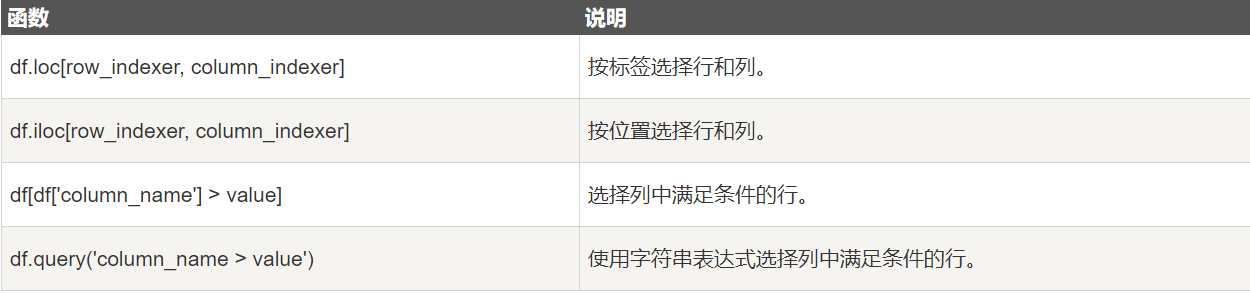 函数 说明
df.loc[row_indexer, column_indexer] 按标签选择行和列。
df.iloc[row_indexer, column_indexer] 按位置选择行和列。
df[df['column_name'] > value] 选择列中满足条件的行。
df.query('column_name > value') 使用字符串表达式选择列中满足条件的行。